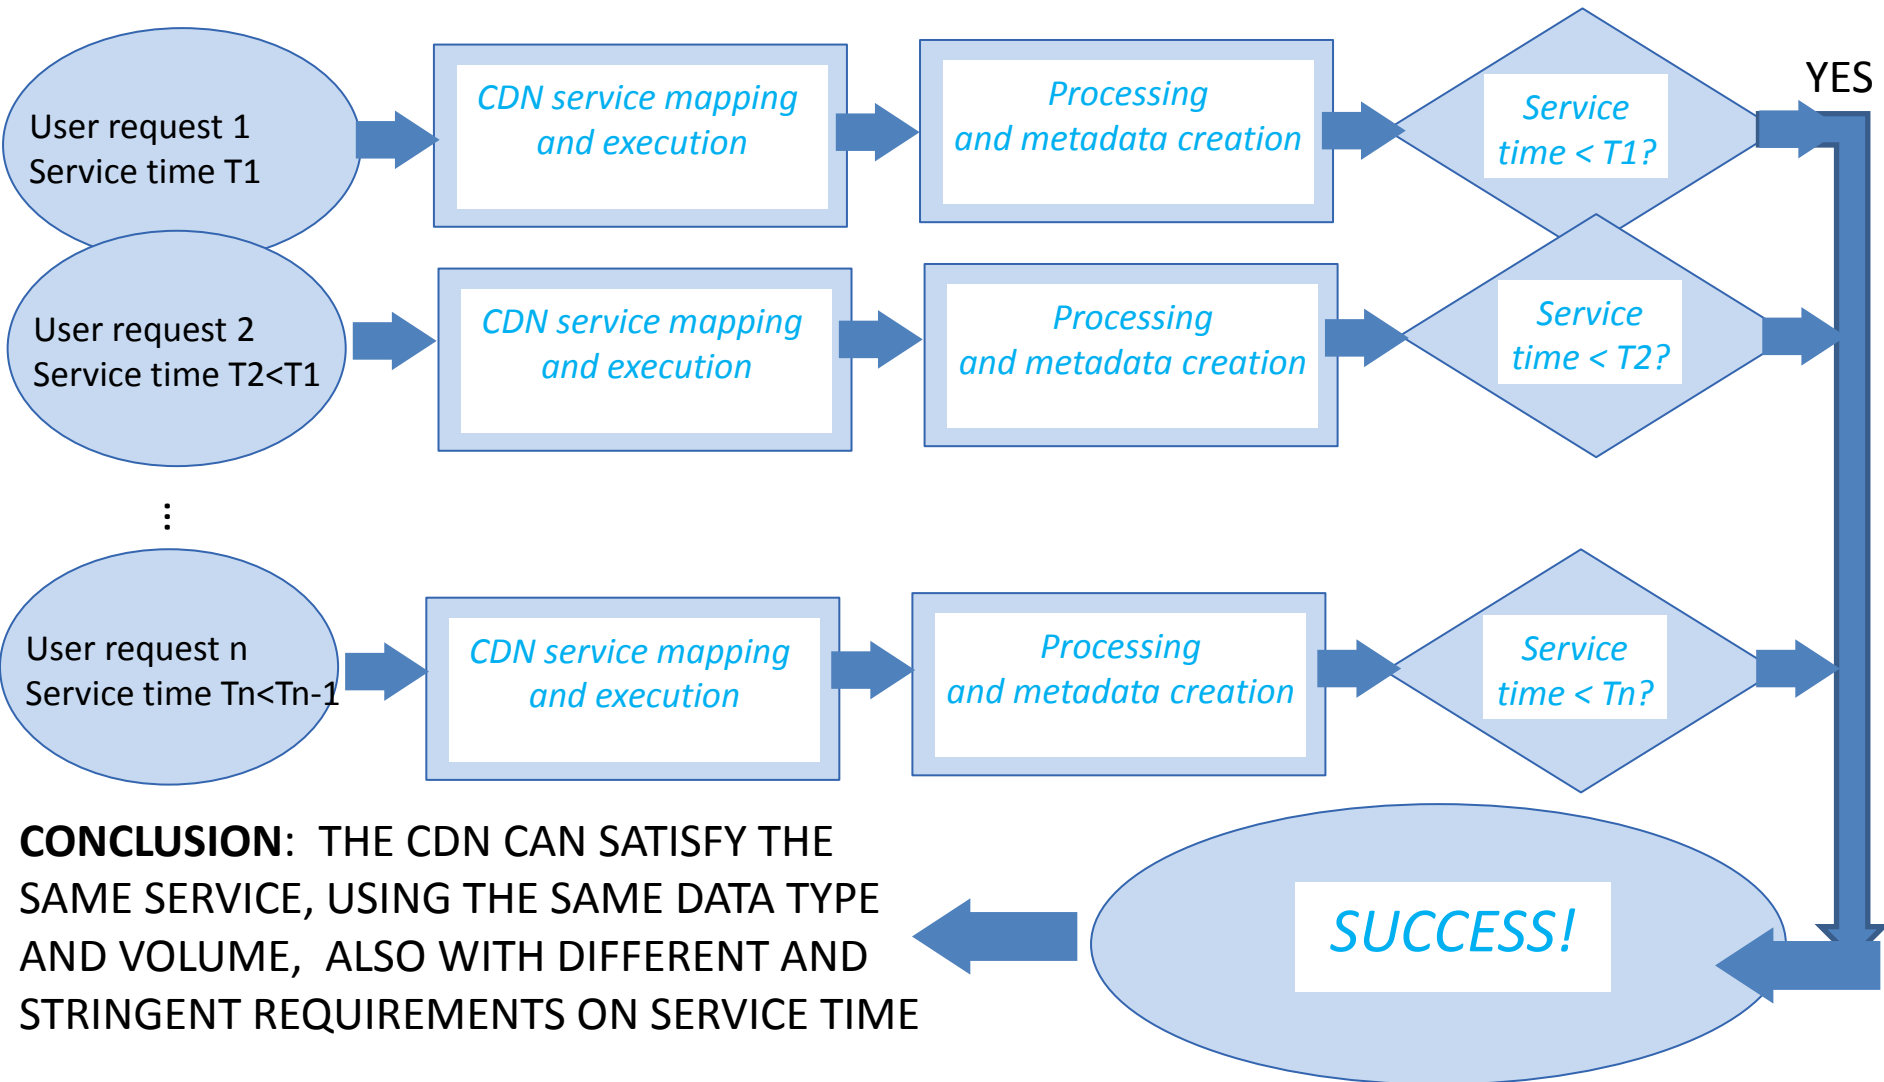 User request 1
Service time T1
CDN service mapping
and execution
Processing
and metadata creation
Service
time < T1?
YES
User request 2
Service time T2<T1
CDN service mapping
and execution
Processing
and metadata creation
Service
time < T2?
...
User request n
Service time Tn<Tn-1
CDN service mapping
and execution
Processing
and metadata creation
Service
time < Tn?
CONCLUSION: THE CDN CAN SATISFY THE
SAME SERVICE, USING THE SAME DATA TYPE
AND VOLUME, ALSO WITH DIFFERENT AND
STRINGENT REQUIREMENTS ON SERVICE TIME
SUCCESS!